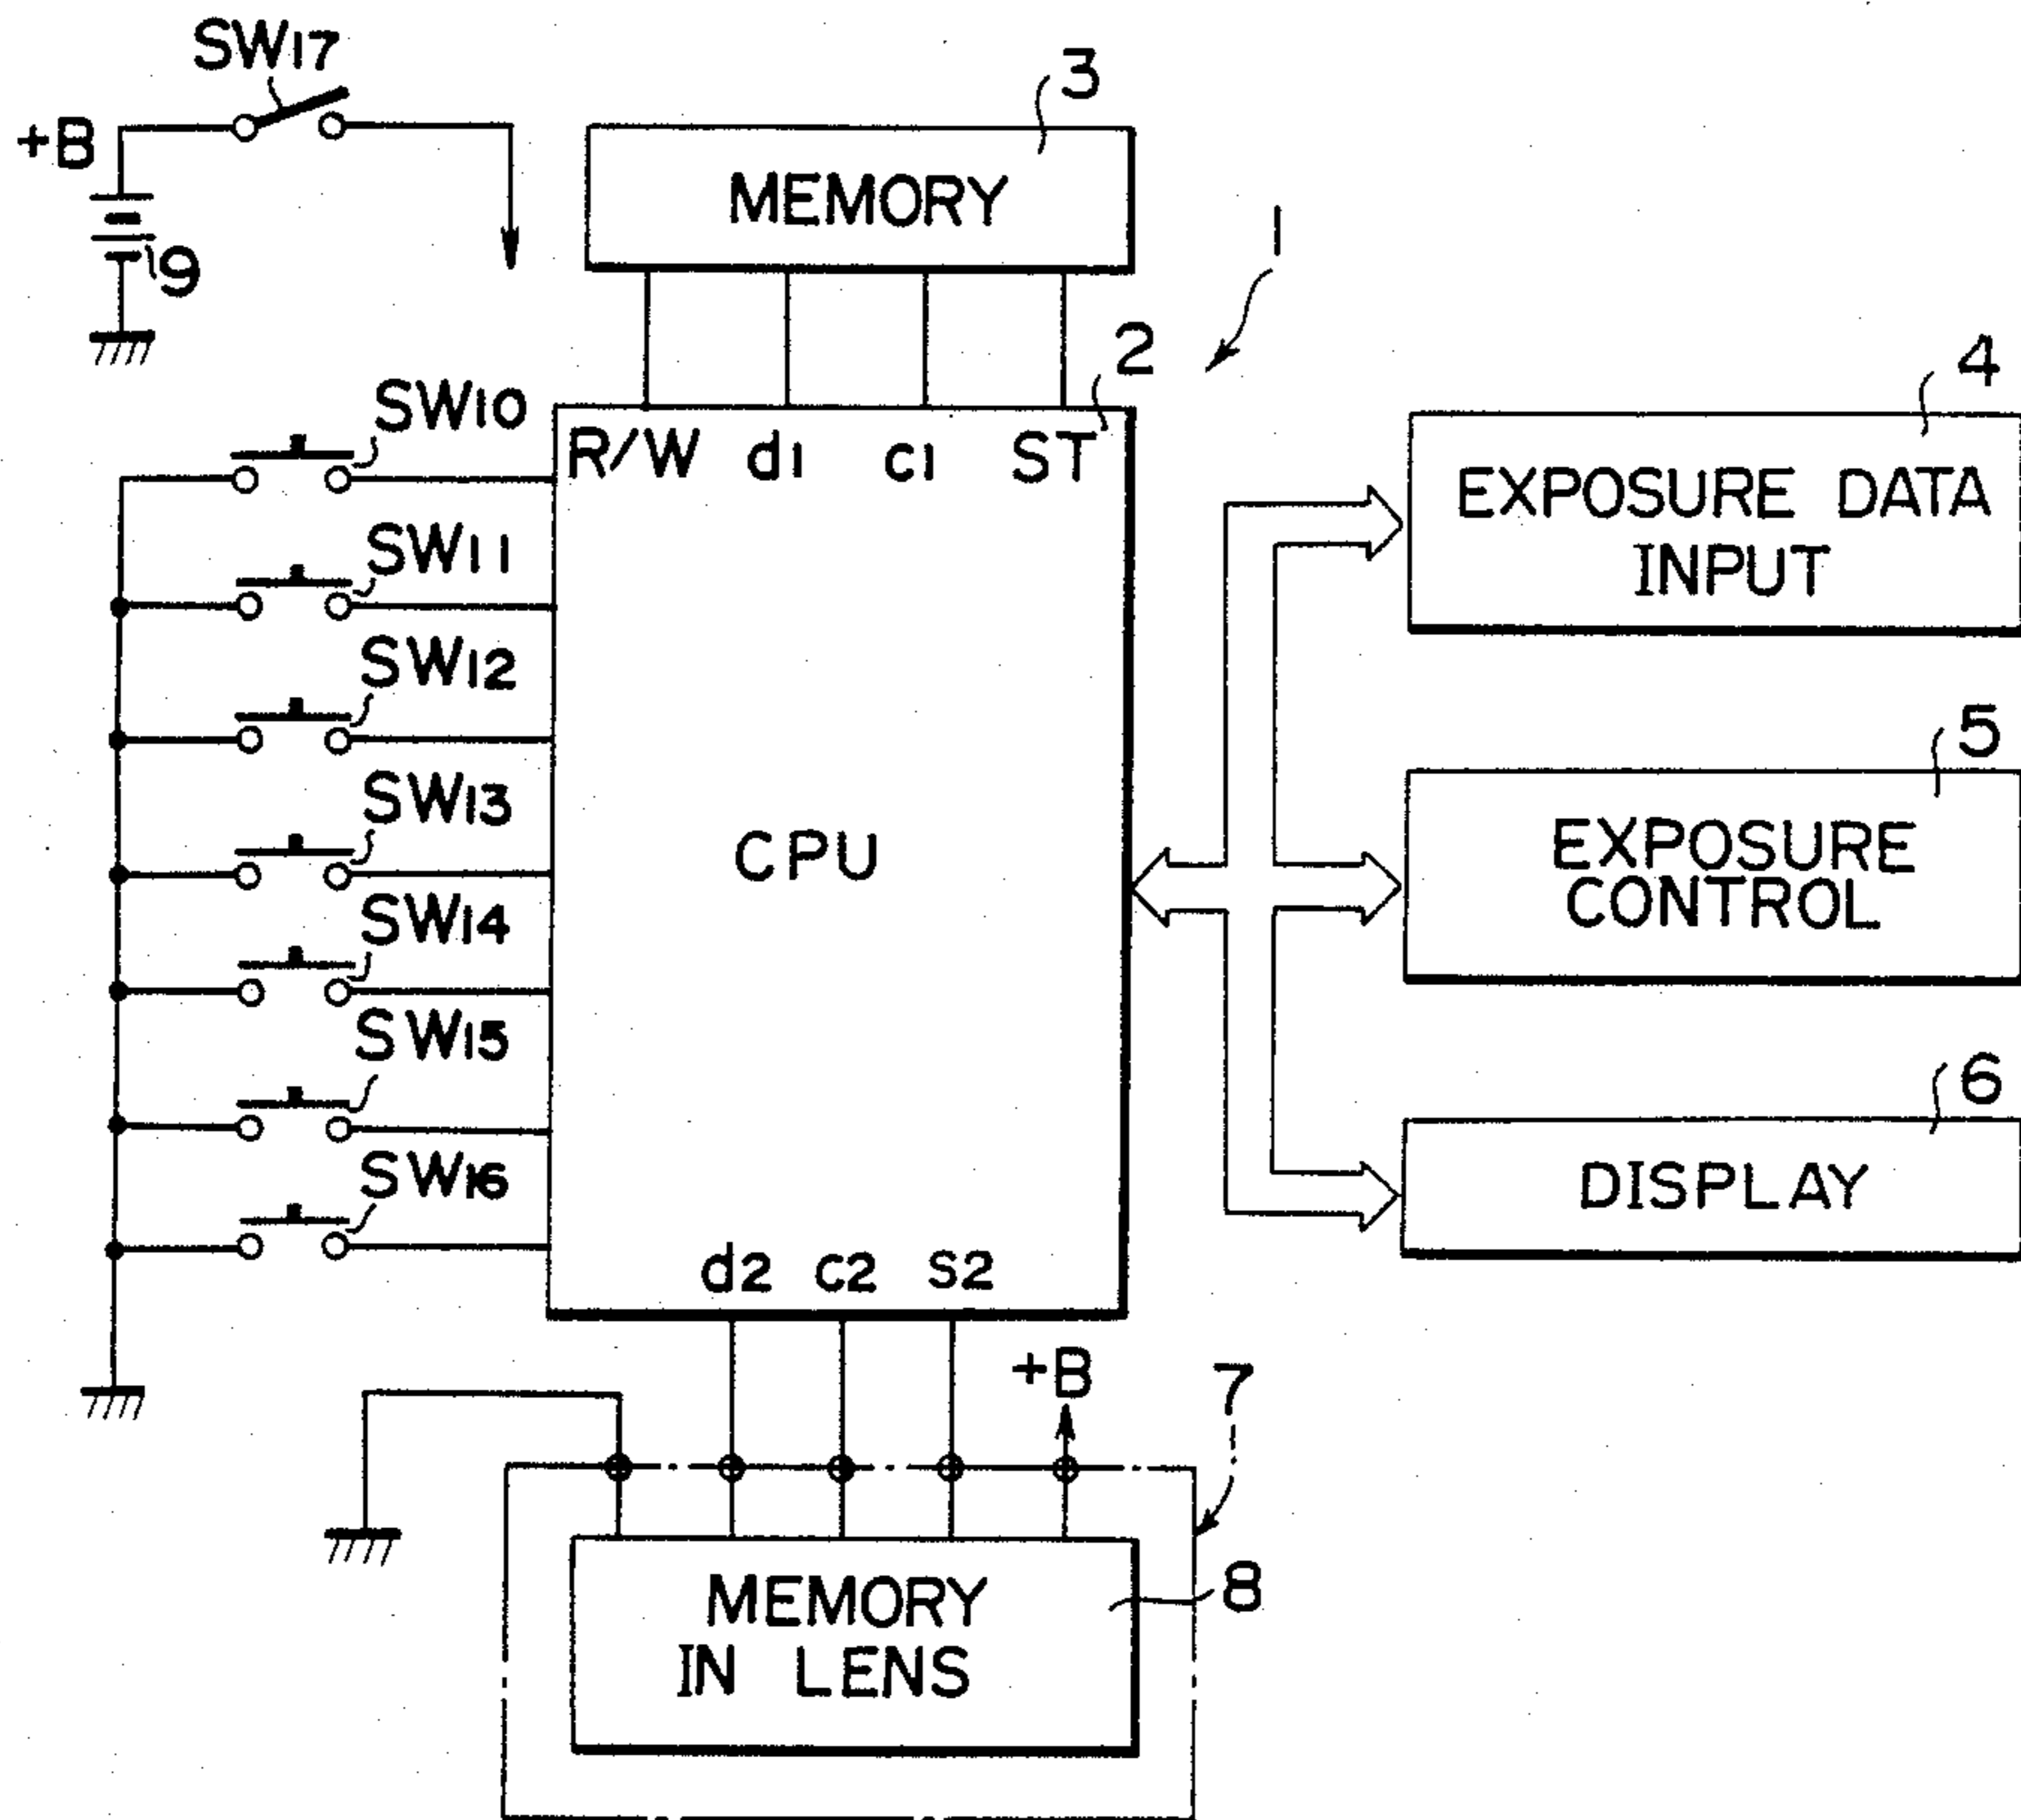 SW17
+B
9
3
MEMORY
1
2
SW10
SW11
SW12
SW13
SW14
SW15
SW16
R/W d1 c1 ST
CPU
d2 c2 s2
4
EXPOSURE DATA
INPUT
5
EXPOSURE
CONTROL
6
DISPLAY
+B
7
8
MEMORY
IN LENS